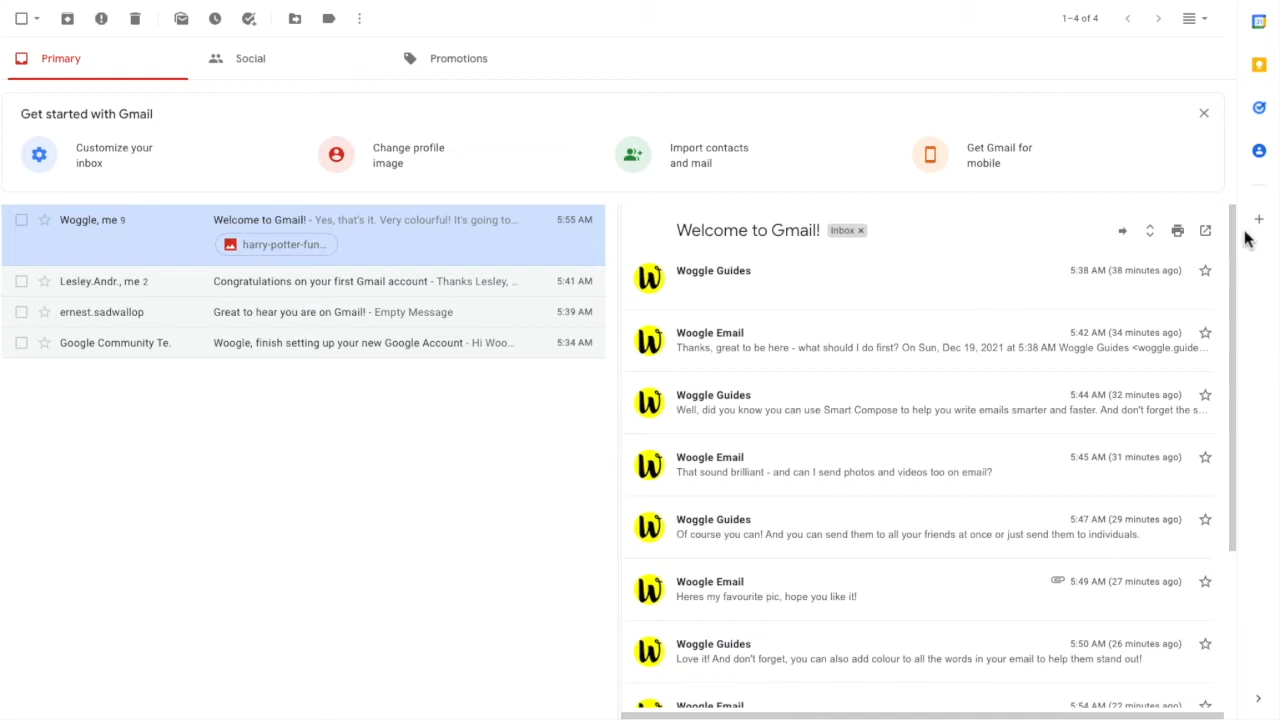 1–4 of 4
31
Primary
Social
Promotions
Get started with Gmail
Customize your
inbox
Change profile
image
Import contacts
and mail
Get Gmail for
mobile
Woggle, me 9
Welcome to Gmail! - Yes, that's it. Very colourful! It's going to…
5:55 AM
harry-potter-fun…
Lesley.Andr., me 2
Congratulations on your first Gmail account - Thanks Lesley, …
5:41 AM
ernest.sadwallop
Great to hear you are on Gmail! - Empty Message
5:39 AM
Google Community Te.
Woogle, finish setting up your new Google Account - Hi Woo…
5:34 AM
Welcome to Gmail! Inbox ×
W
Woggle Guides
5:38 AM (38 minutes ago)
W
Woogle Email
5:42 AM (34 minutes ago)
Thanks, great to be here - what should I do first? On Sun, Dec 19, 2021 at 5:38 AM Woggle Guides <woggle.guide…
W
Woggle Guides
5:44 AM (32 minutes ago)
Well, did you know you can use Smart Compose to help you write emails smarter and faster. And don't forget the s…
W
Woogle Email
5:45 AM (31 minutes ago)
That sound brilliant - and can I send photos and videos too on email?
W
Woggle Guides
5:47 AM (29 minutes ago)
Of course you can! And you can send them to all your friends at once or just send them to individuals.
W
Woogle Email
5:49 AM (27 minutes ago)
Heres my favourite pic, hope you like it!
W
Woggle Guides
5:50 AM (26 minutes ago)
Love it! And don't forget, you can also add colour to all the words in your email to help them stand out!
Woogle Email
5:54 AM (22 minutes ago)